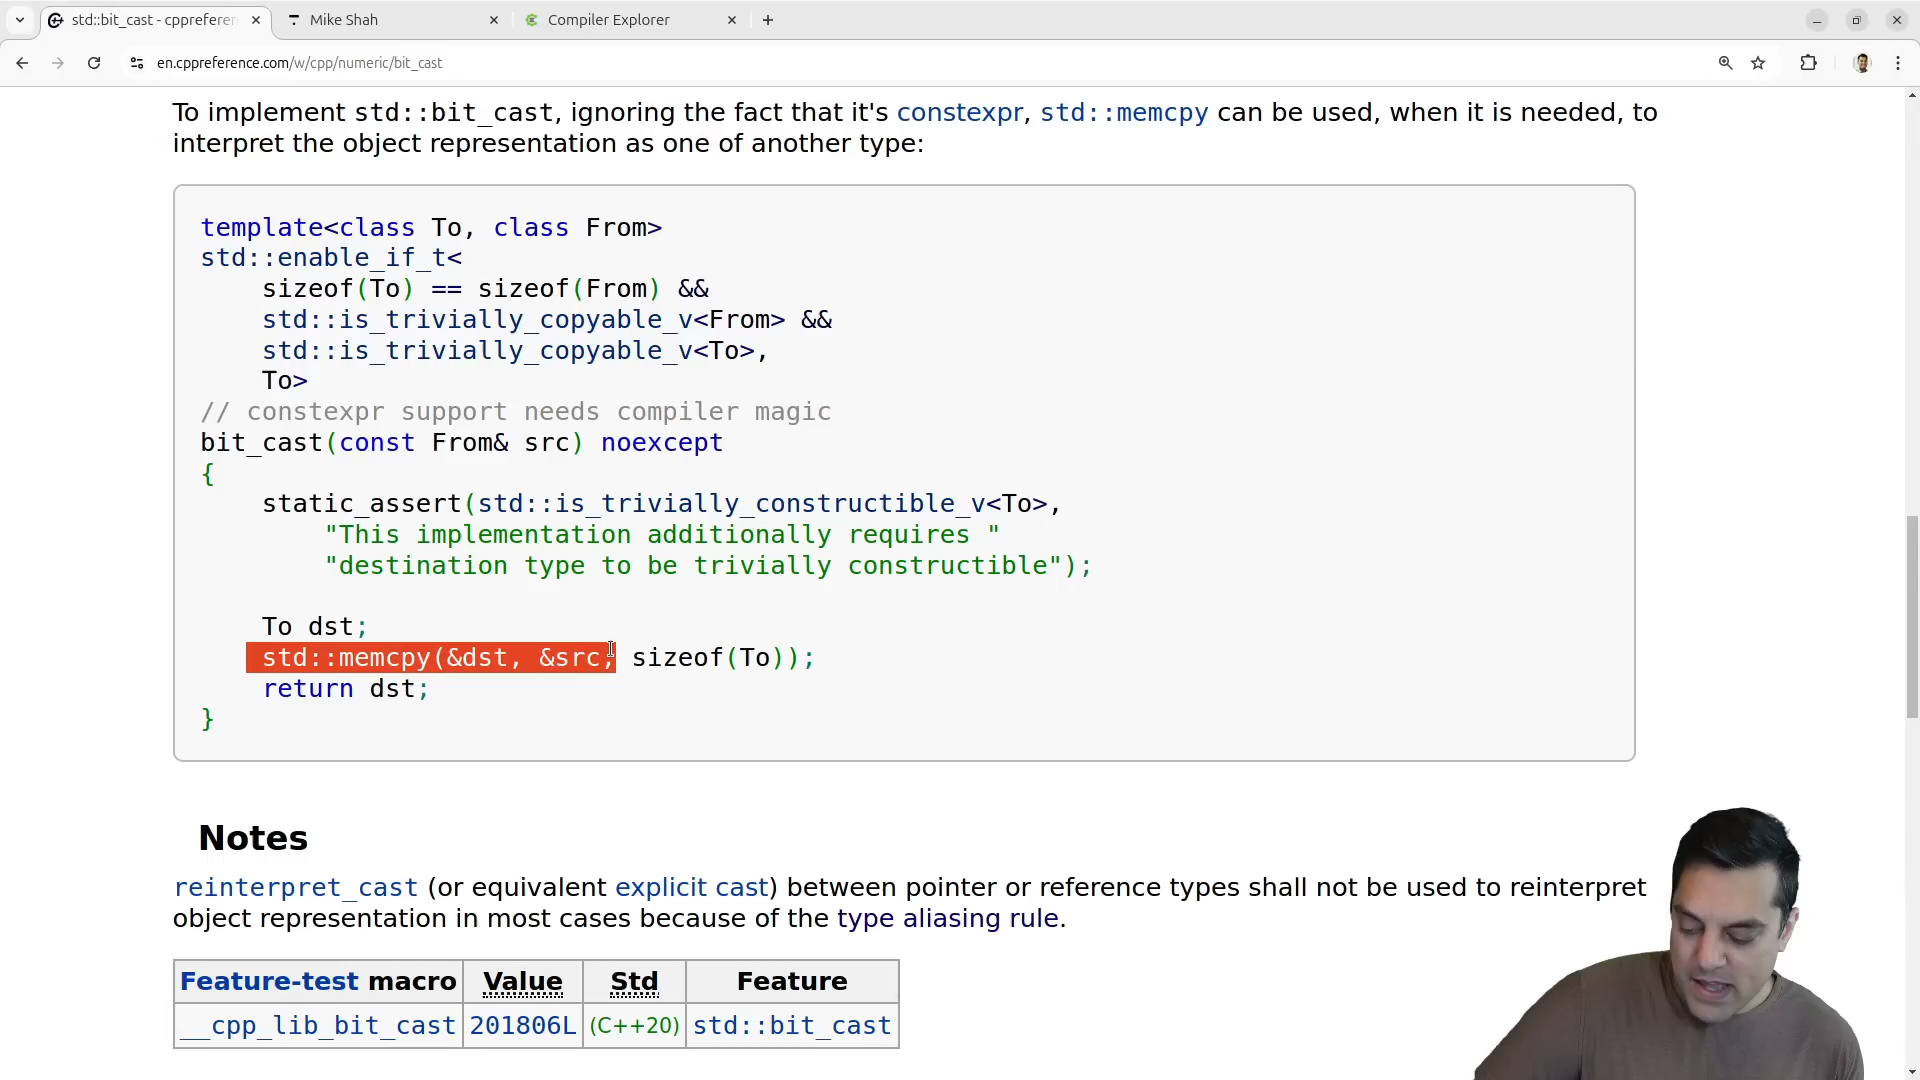 std::bit_cast - cppreferen
Mike Shah
Compiler Explorer
en.cppreference.com/w/cpp/numeric/bit_cast
To implement std::bit_cast, ignoring the fact that it's constexpr, std::memcpy can be used, when it is needed, to
interpret the object representation as one of another type:
template<class To, class From>
std::enable_if_t<
    sizeof(To) == sizeof(From) &&
    std::is_trivially_copyable_v<From> &&
    std::is_trivially_copyable_v<To>,
    To>
// constexpr support needs compiler magic
bit_cast(const From& src) noexcept
{
    static_assert(std::is_trivially_constructible_v<To>,
        "This implementation additionally requires "
        "destination type to be trivially constructible");
    To dst;
    std::memcpy(&dst, &src, sizeof(To));
    return dst;
}
Notes
reinterpret_cast (or equivalent explicit cast) between pointer or reference types shall not be used to reinterpret
object representation in most cases because of the type aliasing rule.
Feature-test macro Value Std Feature
__cpp_lib_bit_cast 201806L (C++20) std::bit_cast